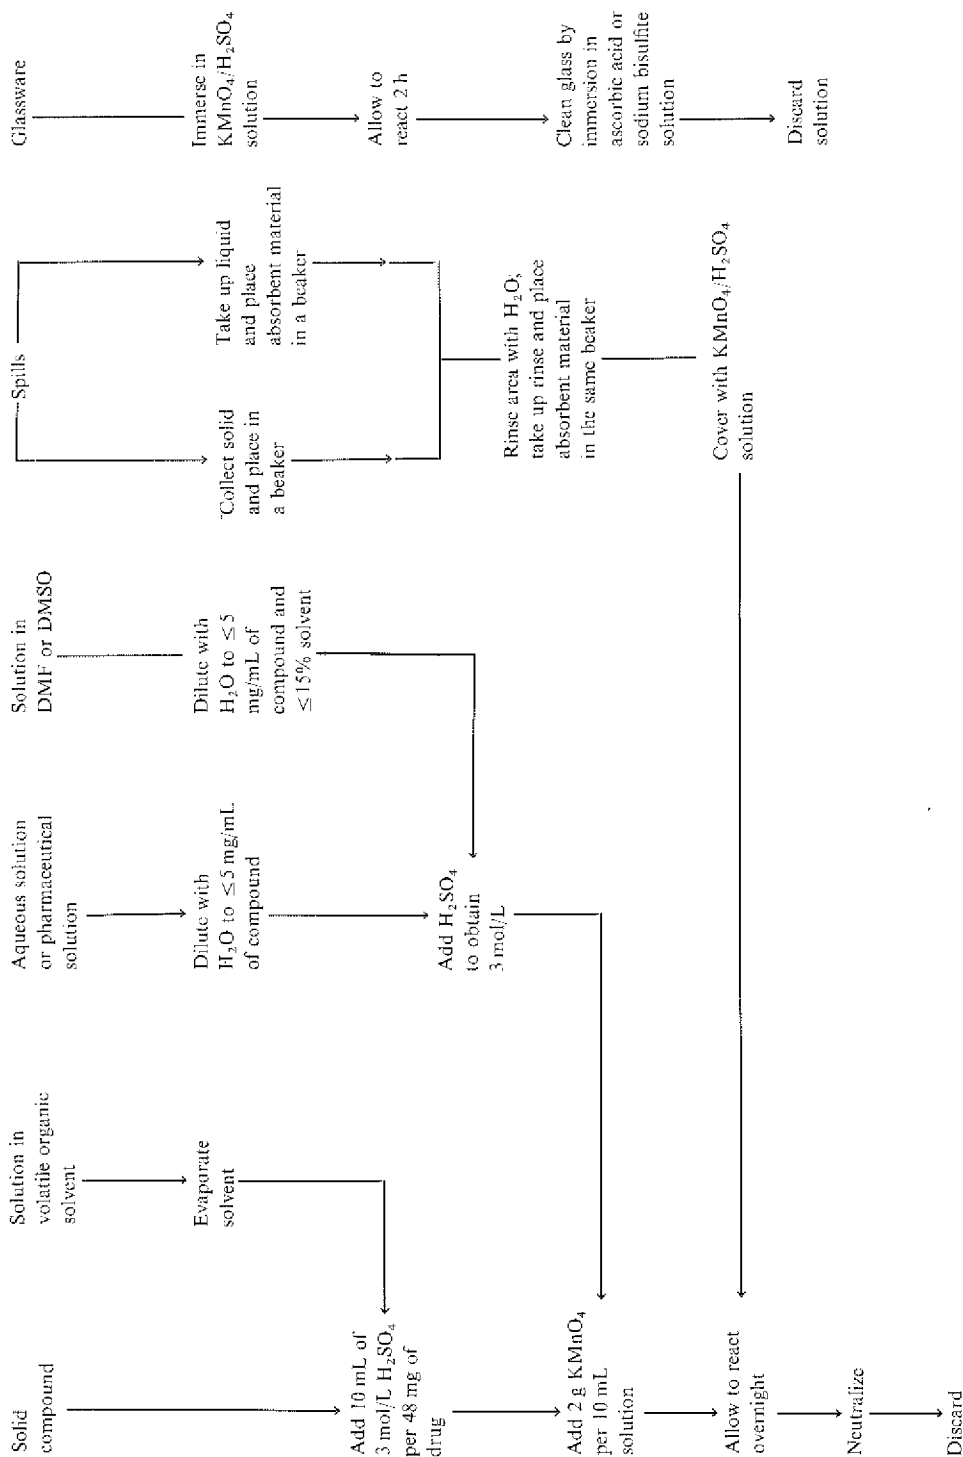 Solid
compound
Solution in
volatile organic
solvent
Aqueous solution
or pharmaceutical
solution
Solution in
DMF or DMSO
Spills
Glassware
Evaporate
solvent
Dilute with
H₂O to ≤5 mg/mL
of compound
Dilute with
H₂O to ≤5
mg/mL of
compound and
≤15% solvent
Collect solid
and place in
a beaker
Take up liquid
and place
absorbent material
in a beaker
Immerse in
KMnO₄/H₂SO₄
solution
Add 10 mL of
3 mol/L H₂SO₄
per 48 mg of
drug
Add H₂SO₄
to obtain
3 mol/L
Rinse area with H₂O;
take up rinse and place
absorbent material
in the same beaker
Allow to
react 2 h
Add 2 g KMnO₄
per 10 mL
solution
Clean glass by
immersion in
ascorbic acid or
sodium bisulfite
solution
Allow to react
overnight
Cover with KMnO₄/H₂SO₄
solution
Discard
solution
Neutralize
Discard